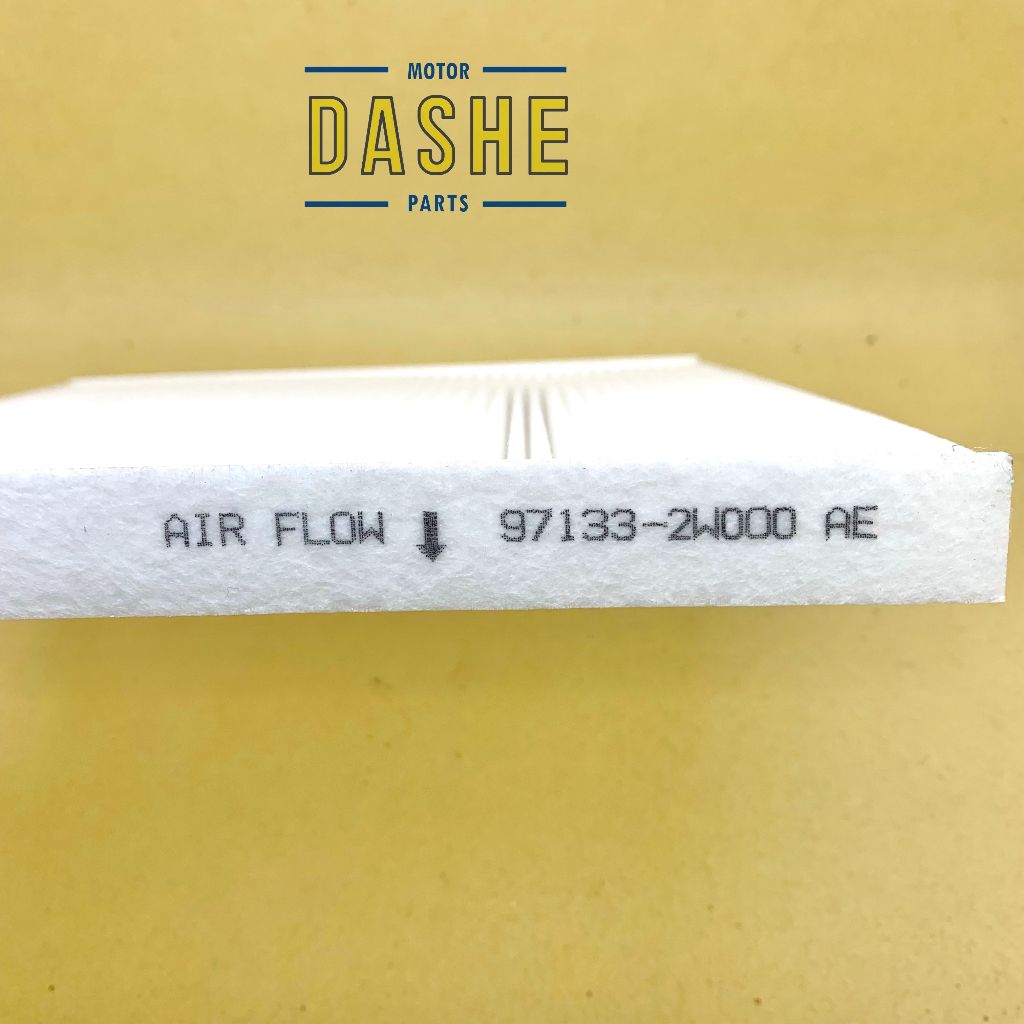 MOTOR
DASHE
PARTS
AIR FLOW ⬇ 97133-2W000 AE